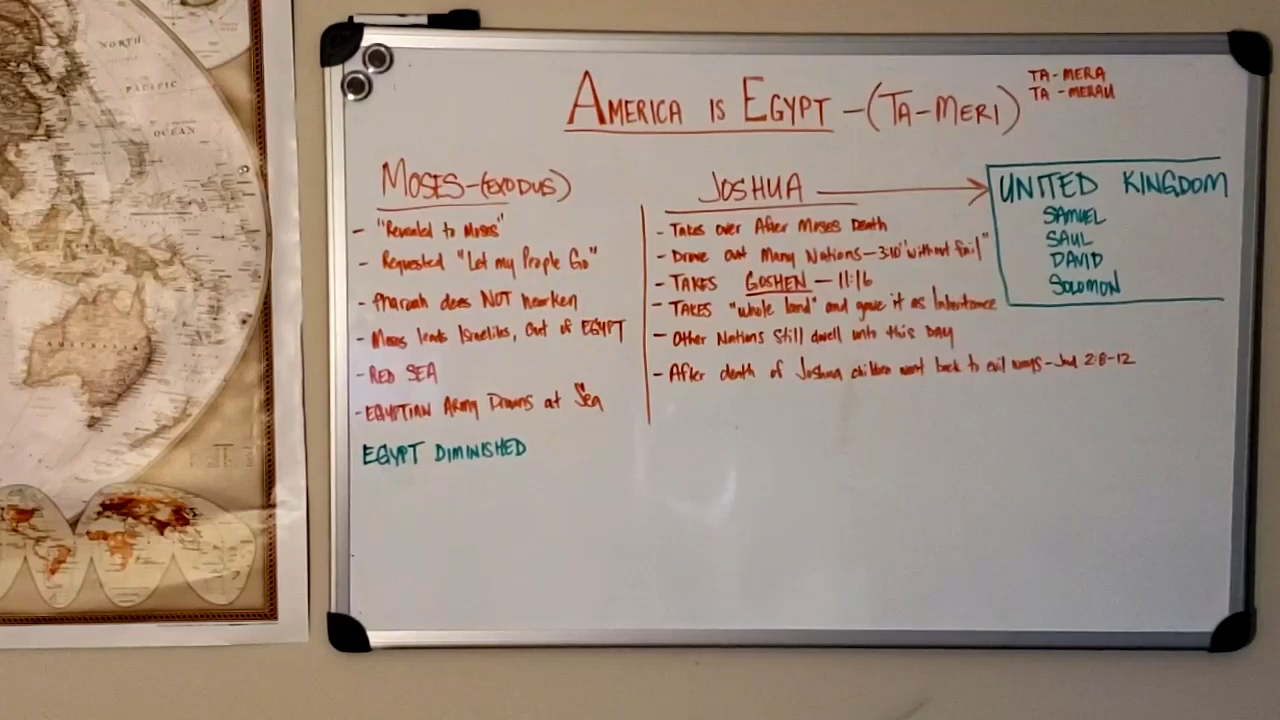 NORTH
PACIFIC
OCEAN
AUSTRALIA
AMERICA IS EGYPT - (TA-MERI)
TA-MERA
TA-MERAU
MOSES-(EXODUS)
- "Revealed to Moses"
- Requested "Let my People Go"
- Pharaoh does NOT hearken
- Moses leads Israelites, Out of EGYPT
- RED SEA
- EGYPTIAN Army Drowns at Sea
EGYPT DIMINISHED
JOSHUA
- Takes over After Moses Death
- Drove out Many Nations - 3:10 "without fail"
- TAKES GOSHEN - 11:16
- TAKES "whole land" and gave it as Inheritance
- Other Nations Still dwell unto this Day
- After death of Joshua children went back to evil ways - Jud 2:8-12
UNITED KINGDOM
SAMUEL
SAUL
DAVID
SOLOMON